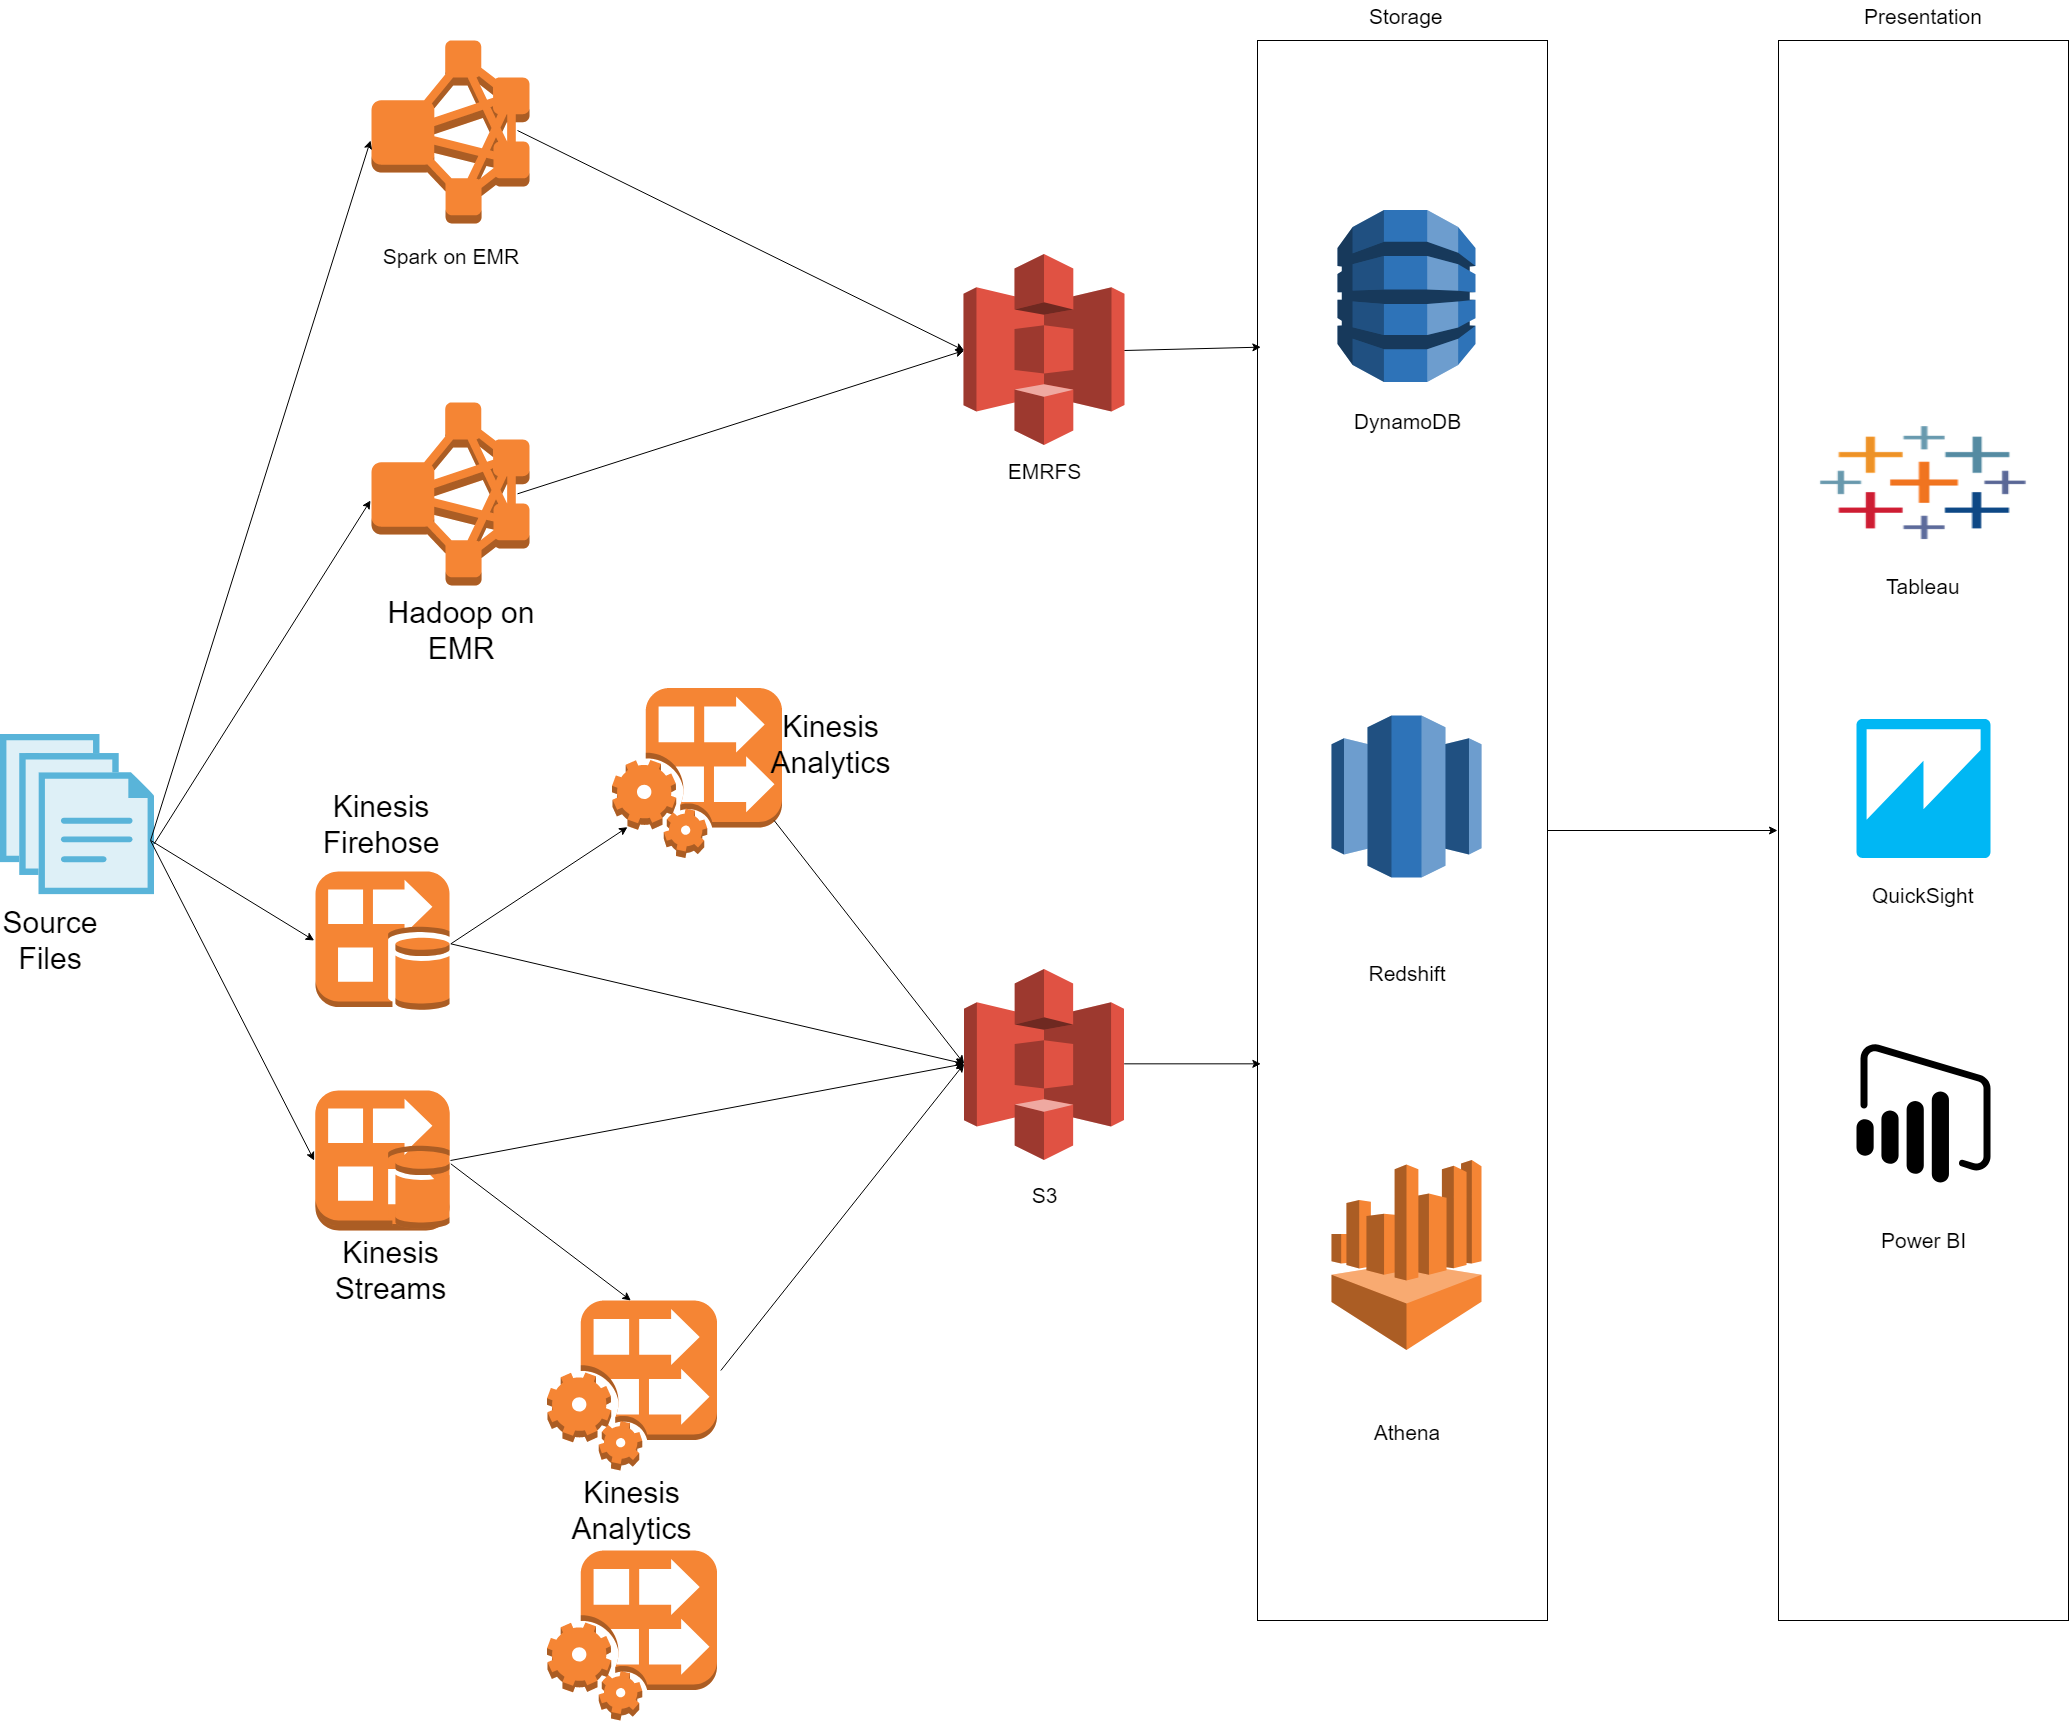 Storage
Presentation
Spark on EMR
DynamoDB
EMRFS
Tableau
Hadoop on
EMR
Kinesis
Analytics
Kinesis
Firehose
QuickSight
Source
Files
Redshift
S3
Kinesis
Streams
Power BI
Athena
Kinesis
Analytics